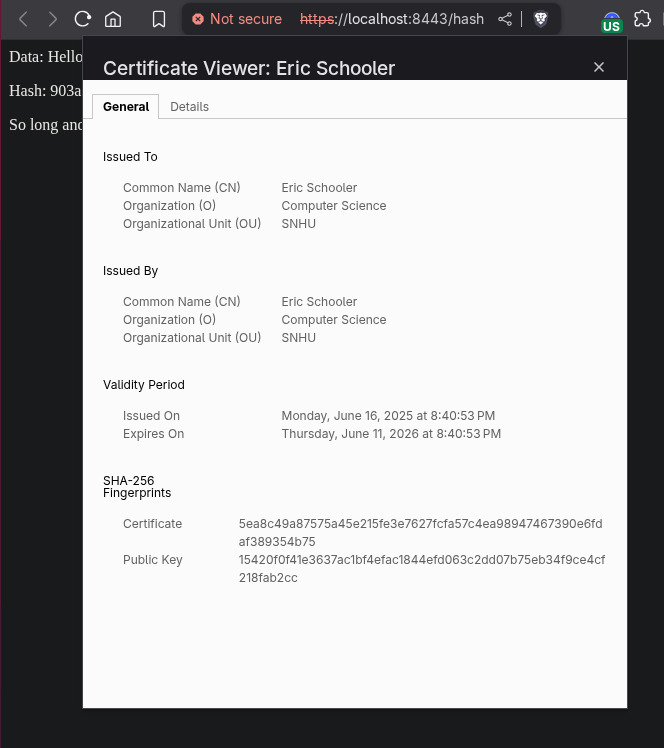 Not secure https://localhost:8443/hash
US
Data: Hello
Hash: 903a
So long and
Certificate Viewer: Eric Schooler
General Details
Issued To
Common Name (CN) Eric Schooler
Organization (O) Computer Science
Organizational Unit (OU) SNHU
Issued By
Common Name (CN) Eric Schooler
Organization (O) Computer Science
Organizational Unit (OU) SNHU
Validity Period
Issued On Monday, June 16, 2025 at 8:40:53 PM
Expires On Thursday, June 11, 2026 at 8:40:53 PM
SHA-256
Fingerprints
Certificate 5ea8c49a87575a45e215fe3e7627fcfa57c4ea98947467390e6fd
af389354b75
Public Key 15420f0f41e3637ac1bf4efac1844efd063c2dd07b75eb34f9ce4cf
218fab2cc